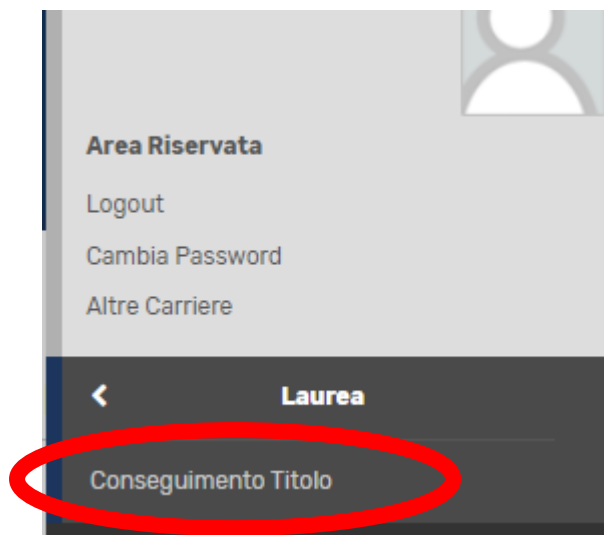 Area Riservata
Logout
Cambia Password
Altre Carriere
Laurea
Conseguimento Titolo